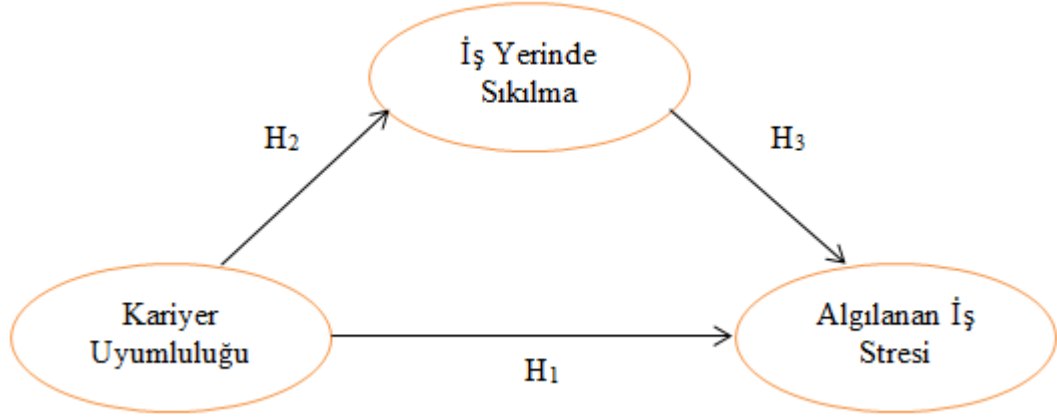 İş Yerinde
Sıkılma
H2
H3
Kariyer
Uyumluluğu
Algılanan İş
Stresi
H1